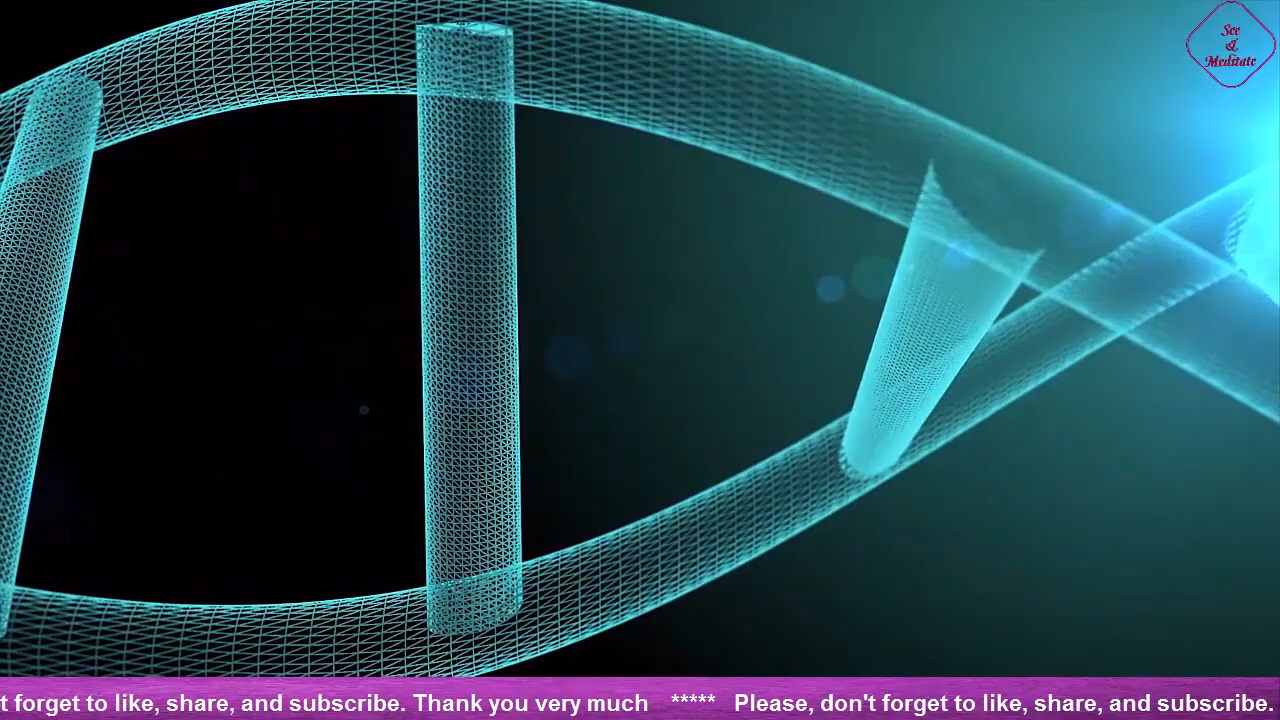 See
&
Meditate
t forget to like, share, and subscribe. Thank you very much ***** Please, don't forget to like, share, and subscribe.